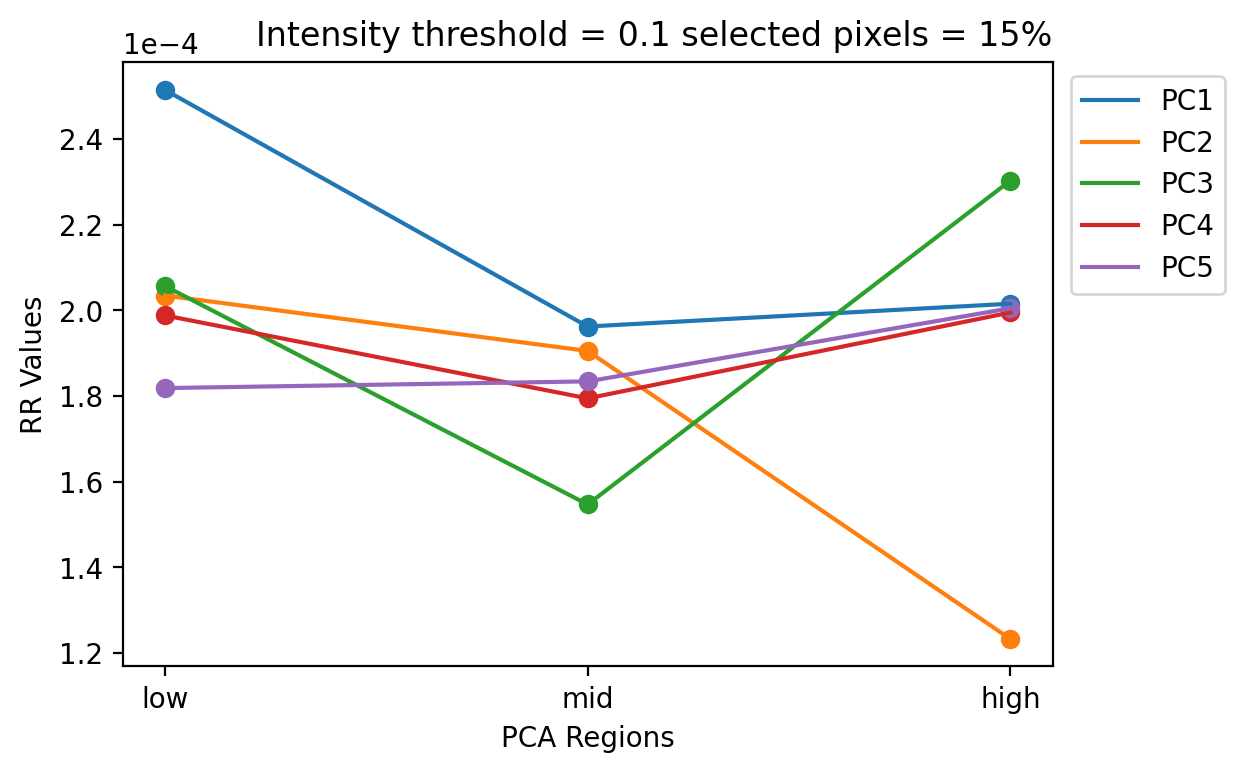 Intensity threshold = 0.1 selected pixels = 15%
1e−4
2.4
2.2
2.0
1.8
1.6
1.4
1.2
RR Values
low
mid
high
PCA Regions
PC1
PC2
PC3
PC4
PC5